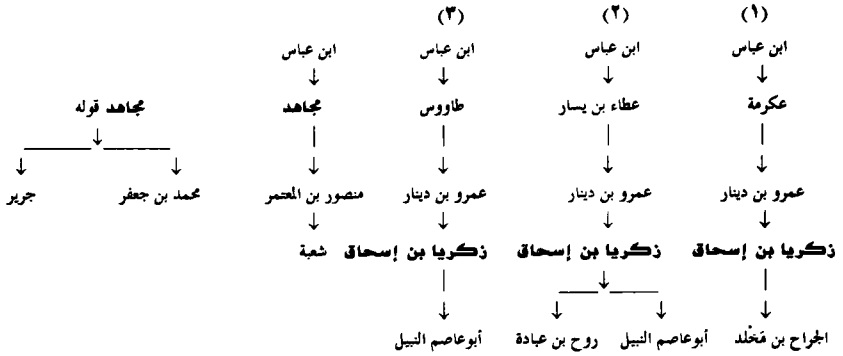 (١) (٢) (٣)
ابن عباس ابن عباس ابن عباس ابن عباس
عكرمة عطاء بن يسار طاووس مجاهد مجاهد قوله
عمرو بن دينار عمرو بن دينار عمرو بن دينار منصور بن المعتمر محمد بن جعفر جرير
زكريا بن إسحاق زكريا بن إسحاق زكريا بن إسحاق شعبة
الجراح بن مَخْلد أبوعاصم النبيل روح بن عبادة أبوعاصم النبيل